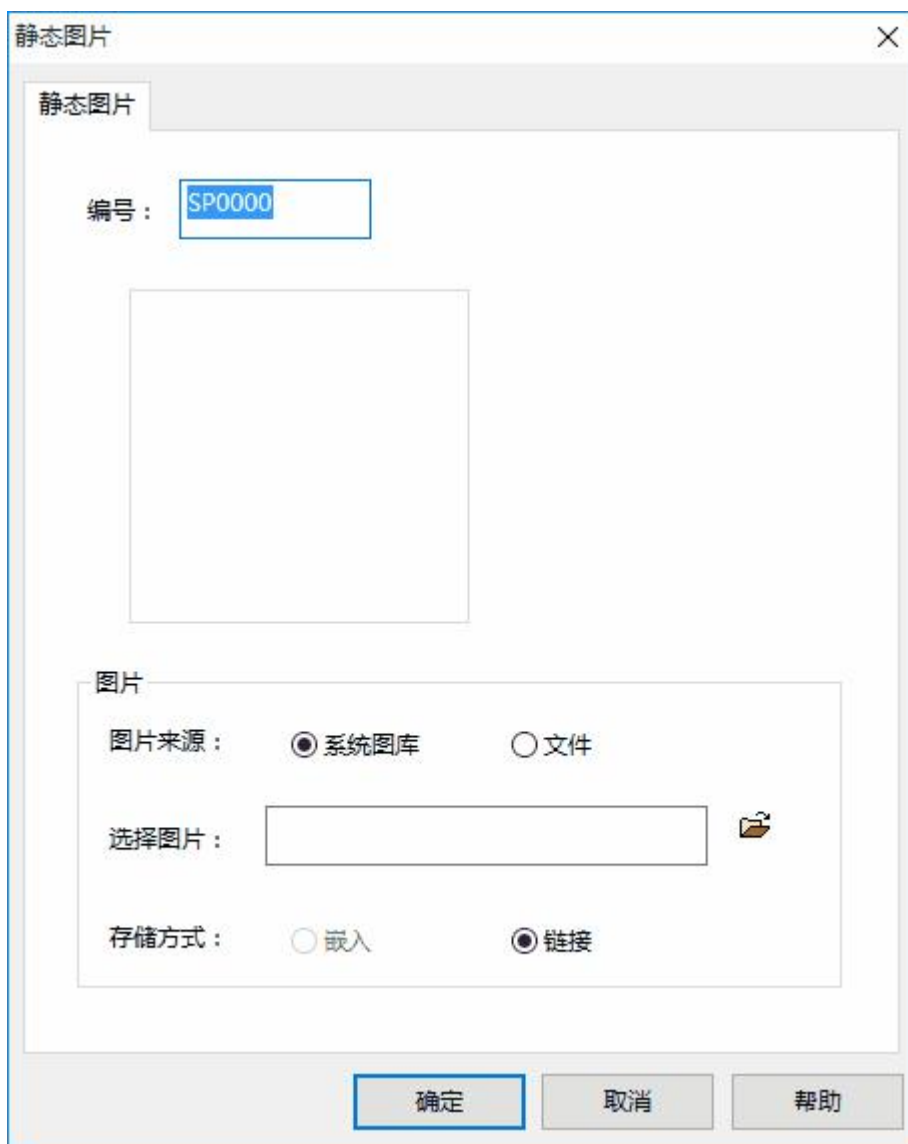 静态图片
静态图片
编号：
SP0000
图片
图片来源：
系统图库
文件
选择图片：
存储方式：
嵌入
链接
确定
取消
帮助